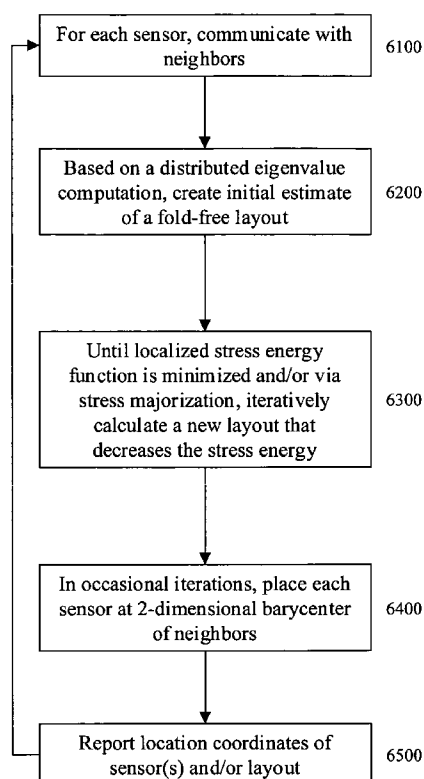 For each sensor, communicate with
neighbors
6100
Based on a distributed eigenvalue
computation, create initial estimate
of a fold-free layout
6200
Until localized stress energy
function is minimized and/or via
stress majorization, iteratively
calculate a new layout that
decreases the stress energy
6300
In occasional iterations, place each
sensor at 2-dimensional barycenter
of neighbors
6400
Report location coordinates of
sensor(s) and/or layout
6500